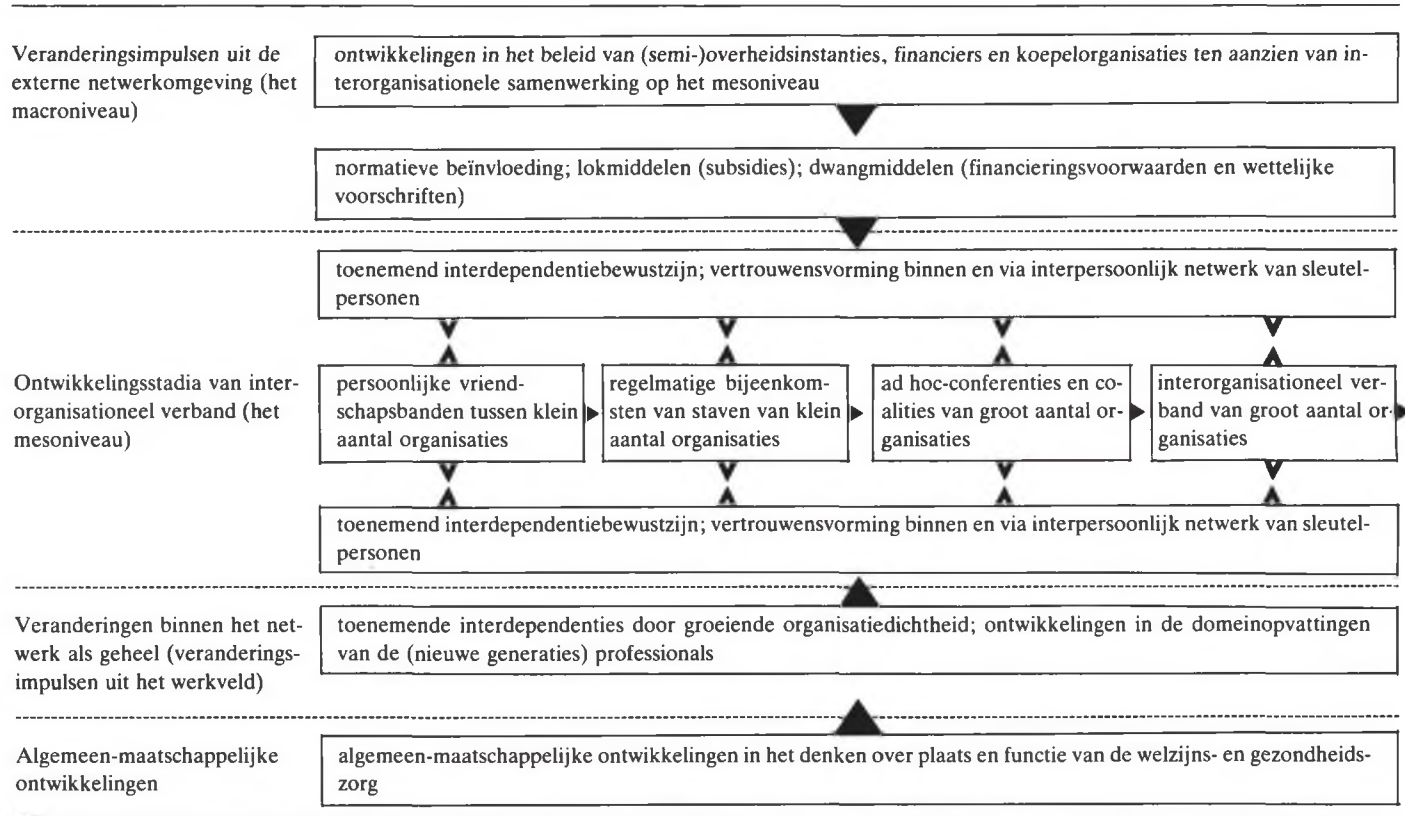 Veranderingsimpulsen uit de
externe netwerkomgeving (het
macroniveau)
ontwikkelingen in het beleid van (semi-)overheidsinstanties, financiers en koepelorganisaties ten aanzien van in-
terorganisationele samenwerking op het mesoniveau
normatieve beïnvloeding; lokmiddelen (subsidies); dwangmiddelen (financieringsvoorwaarden en wettelijke
voorschriften)
toenemend interdependentiebewustzijn; vertrouwensvorming binnen en via interpersoonlijk netwerk van sleutel-
personen
Ontwikkelingsstadia van inter-
organisationeel verband (het
mesoniveau)
persoonlijke vriend-
schapsbanden tussen klein
aantal organisaties
regelmatige bijeenkom-
sten van staven van klein
aantal organisaties
ad hoc-conferenties en co-
alities van groot aantal or-
ganisaties
interorganisationeel ver-
band van groot aantal or-
ganisaties
toenemend interdependentiebewustzijn; vertrouwensvorming binnen en via interpersoonlijk netwerk van sleutel-
personen
Veranderingen binnen het net-
werk als geheel (veranderings-
impulsen uit het werkveld)
toenemende interdependenties door groeiende organisatiedichtheid; ontwikkelingen in de domeinopvattingen
van de (nieuwe generaties) professionals
Algemeen-maatschappelijke
ontwikkelingen
algemeen-maatschappelijke ontwikkelingen in het denken over plaats en functie van de welzijns- en gezondheids-
zorg